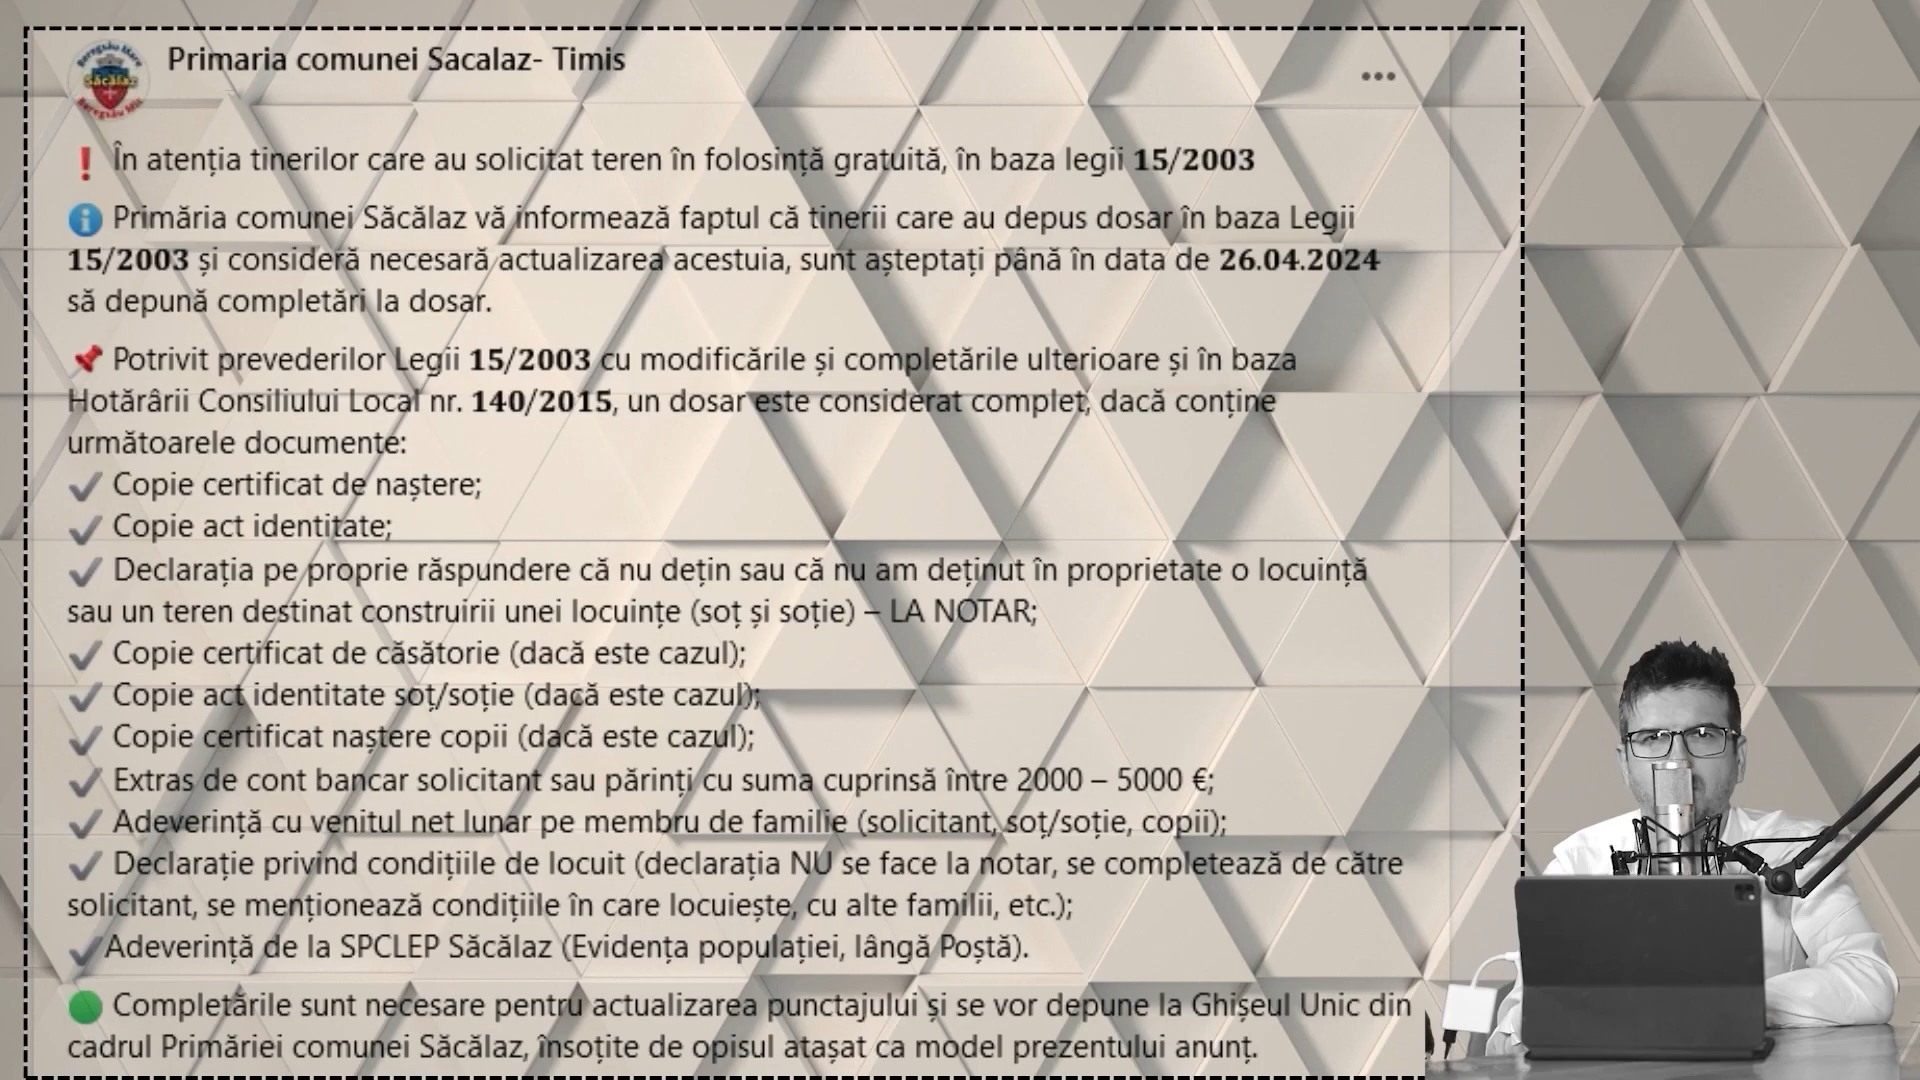 Primaria comunei Sacalaz- Timis
Săcălaz
❗ În atenția tinerilor care au solicitat teren în folosință gratuită, în baza legii 15/2003
ℹ️ Primăria comunei Săcălaz vă informează faptul că tinerii care au depus dosar în baza Legii
15/2003 și consideră necesară actualizarea acestuia, sunt așteptați până în data de 26.04.2024
să depună completări la dosar.
📌 Potrivit prevederilor Legii 15/2003 cu modificările și completările ulterioare și în baza
Hotărârii Consiliului Local nr. 140/2015, un dosar este considerat complet, dacă conține
următoarele documente:
✔ Copie certificat de naștere;
✔ Copie act identitate;
✔ Declarația pe proprie răspundere că nu dețin sau că nu am deținut în proprietate o locuință
sau un teren destinat construirii unei locuințe (soț și soție) – LA NOTAR;
✔ Copie certificat de căsătorie (dacă este cazul);
✔ Copie act identitate soț/soție (dacă este cazul);
✔ Copie certificat naștere copii (dacă este cazul);
✔ Extras de cont bancar solicitant sau părinți cu suma cuprinsă între 2000 – 5000 €;
✔ Adeverință cu venitul net lunar pe membru de familie (solicitant, soț/soție, copii);
✔ Declarație privind condițiile de locuit (declarația NU se face la notar, se completează de către
solicitant, se menționează condițiile în care locuiește, cu alte familii, etc.);
✔Adeverință de la SPCLEP Săcălaz (Evidența populației, lângă Poștă).
🟢 Completările sunt necesare pentru actualizarea punctajului și se vor depune la Ghișeul Unic din
cadrul Primăriei comunei Săcălaz, însoțite de opisul atașat ca model prezentului anunț.